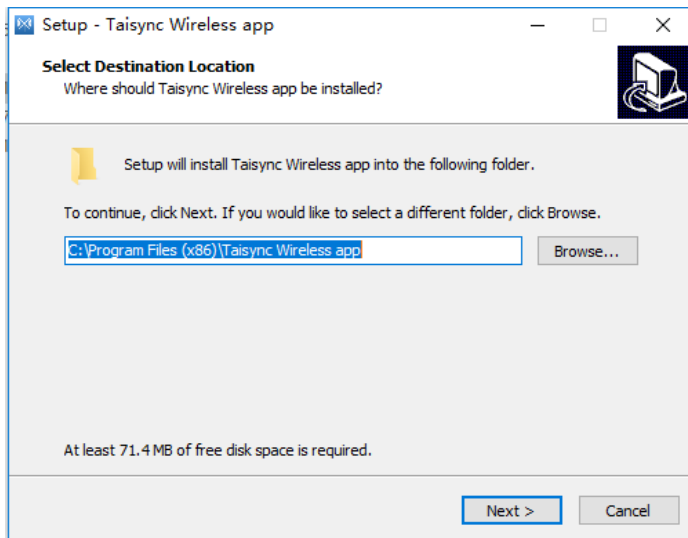 Setup - Taisync Wireless app
Select Destination Location
Where should Taisync Wireless app be installed?
Setup will install Taisync Wireless app into the following folder.
To continue, click Next. If you would like to select a different folder, click Browse.
C:\Program Files (x86)\Taisync Wireless app
Browse...
At least 71.4 MB of free disk space is required.
Next >
Cancel